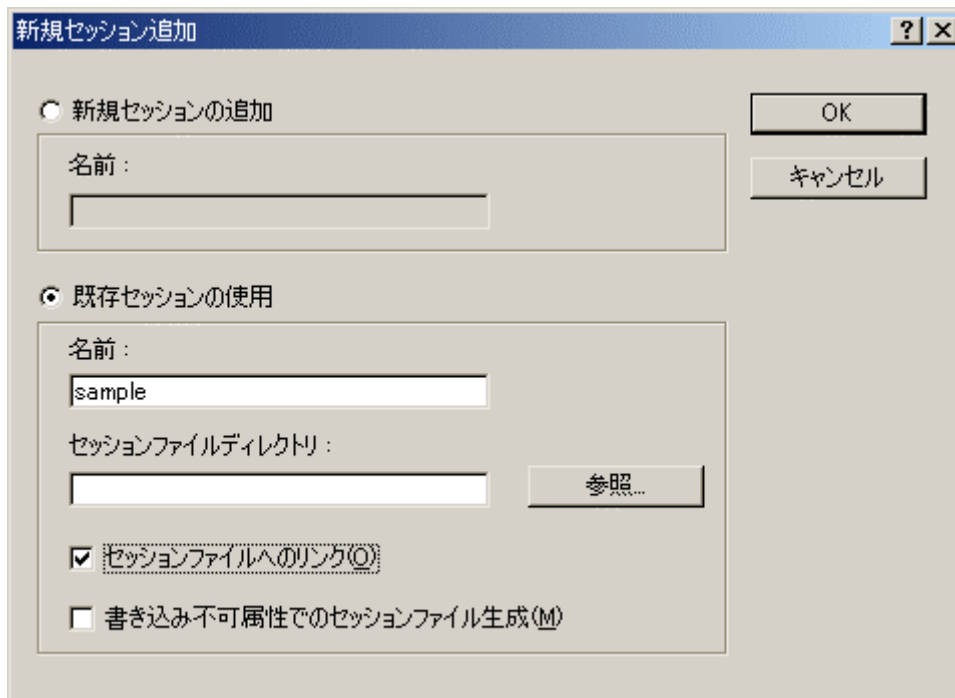 新規セッション追加
新規セッションの追加
OK
名前：
キャンセル
既存セッションの使用
名前：
sample
セッションファイルディレクトリ：
参照...
セッションファイルへのリンク(O)
書き込み不可属性でのセッションファイル生成(M)